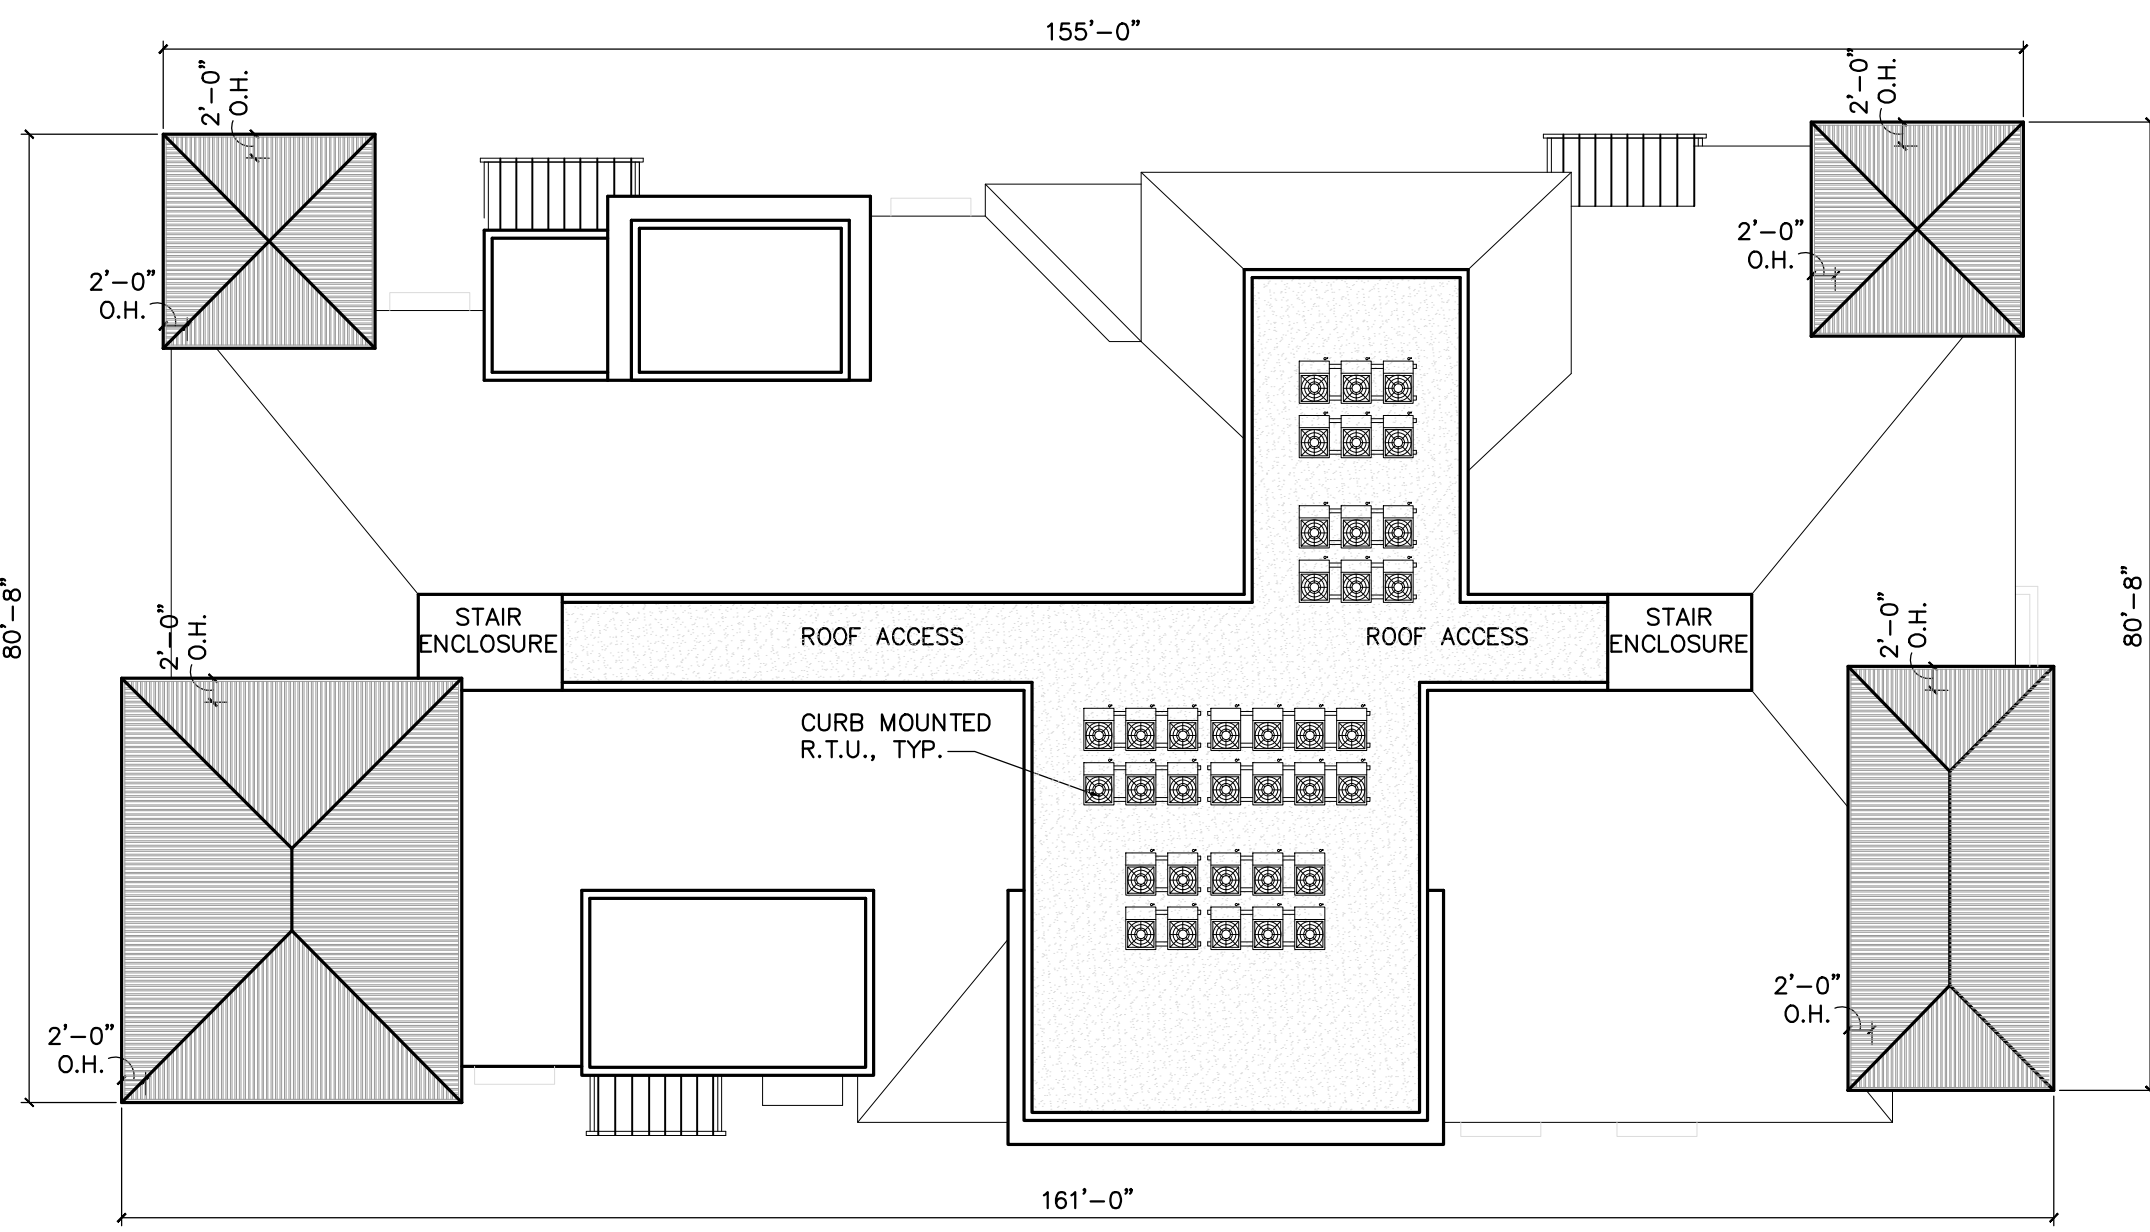 155'-0"
2'-0"
O.H.
2'-0"
O.H.
2'-0"
O.H.
2'-0"
O.H.
80'-8"
80'-8"
STAIR
ENCLOSURE
ROOF ACCESS
ROOF ACCESS
STAIR
ENCLOSURE
2'-0"
O.H.
2'-0"
O.H.
CURB MOUNTED
R.T.U., TYP.
2'-0"
O.H.
2'-0"
O.H.
161'-0"